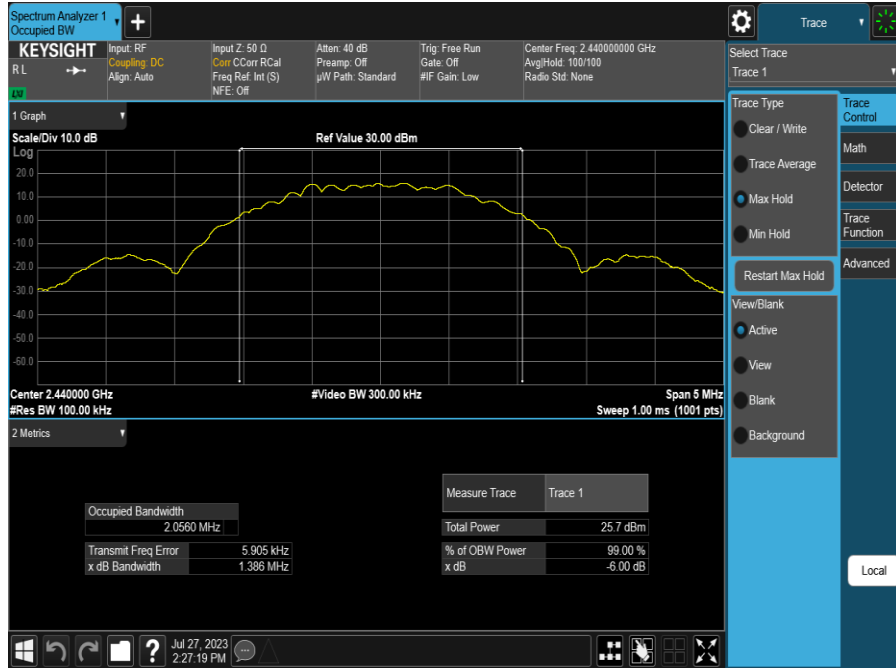 Spectrum Analyzer 1
Occupied BW
+
Trace
KEYSIGHT
R L
LXI
Input: RF
Coupling: DC
Align: Auto
Input Z: 50 Ω
Corr CCorr RCal
Freq Ref: Int (S)
NFE: Off
Atten: 40 dB
Preamp: Off
µW Path: Standard
Trig: Free Run
Gate: Off
#IF Gain: Low
Center Freq: 2.440000000 GHz
Avg|Hold: 100/100
Radio Std: None
Select Trace
Trace 1
1 Graph
Scale/Div 10.0 dB
Ref Value 30.00 dBm
Log
20.0
10.0
0.00
-10.0
-20.0
-30.0
-40.0
-50.0
-60.0
Center 2.440000 GHz
#Video BW 300.00 kHz
Span 5 MHz
#Res BW 100.00 kHz
Sweep 1.00 ms (1001 pts)
2 Metrics
Measure Trace
Trace 1
Occupied Bandwidth
2.0560 MHz
Total Power
25.7 dBm
Transmit Freq Error
5.905 kHz
% of OBW Power
99.00 %
x dB Bandwidth
1.386 MHz
x dB
-6.00 dB
Trace Type
Clear / Write
Trace Average
Max Hold
Min Hold
Restart Max Hold
View/Blank
Active
View
Blank
Background
Trace
Control
Math
Detector
Trace
Function
Advanced
Local
?
Jul 27, 2023
2:27:19 PM